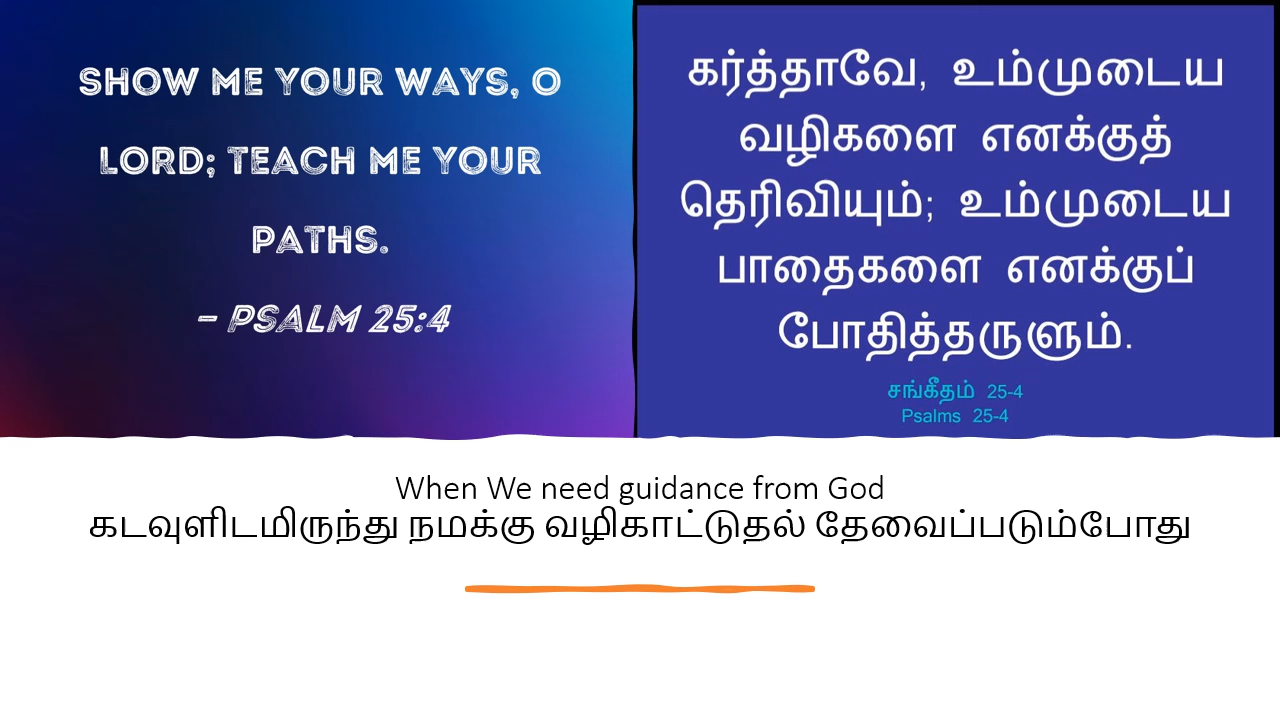 SHOW ME YOUR WAYS, O
LORD; TEACH ME YOUR
PATHS.
– PSALM 25:4
கர்த்தாவே, உம்முடைய
வழிகளை எனக்குத்
தெரிவியும்; உம்முடைய
பாதைகளை எனக்குப்
போதித்தருளும்.
சங்கீதம் 25-4
Psalms 25-4
When We need guidance from God
கடவுளிடமிருந்து நமக்கு வழிகாட்டுதல் தேவைப்படும்போது